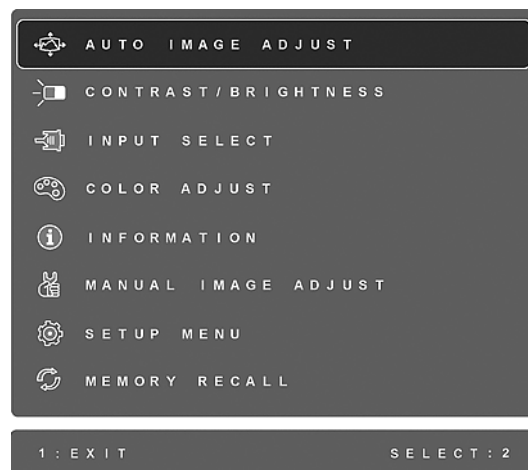 AUTO IMAGE ADJUST
CONTRAST/BRIGHTNESS
INPUT SELECT
COLOR ADJUST
INFORMATION
MANUAL IMAGE ADJUST
SETUP MENU
MEMORY RECALL
1:EXIT SELECT:2